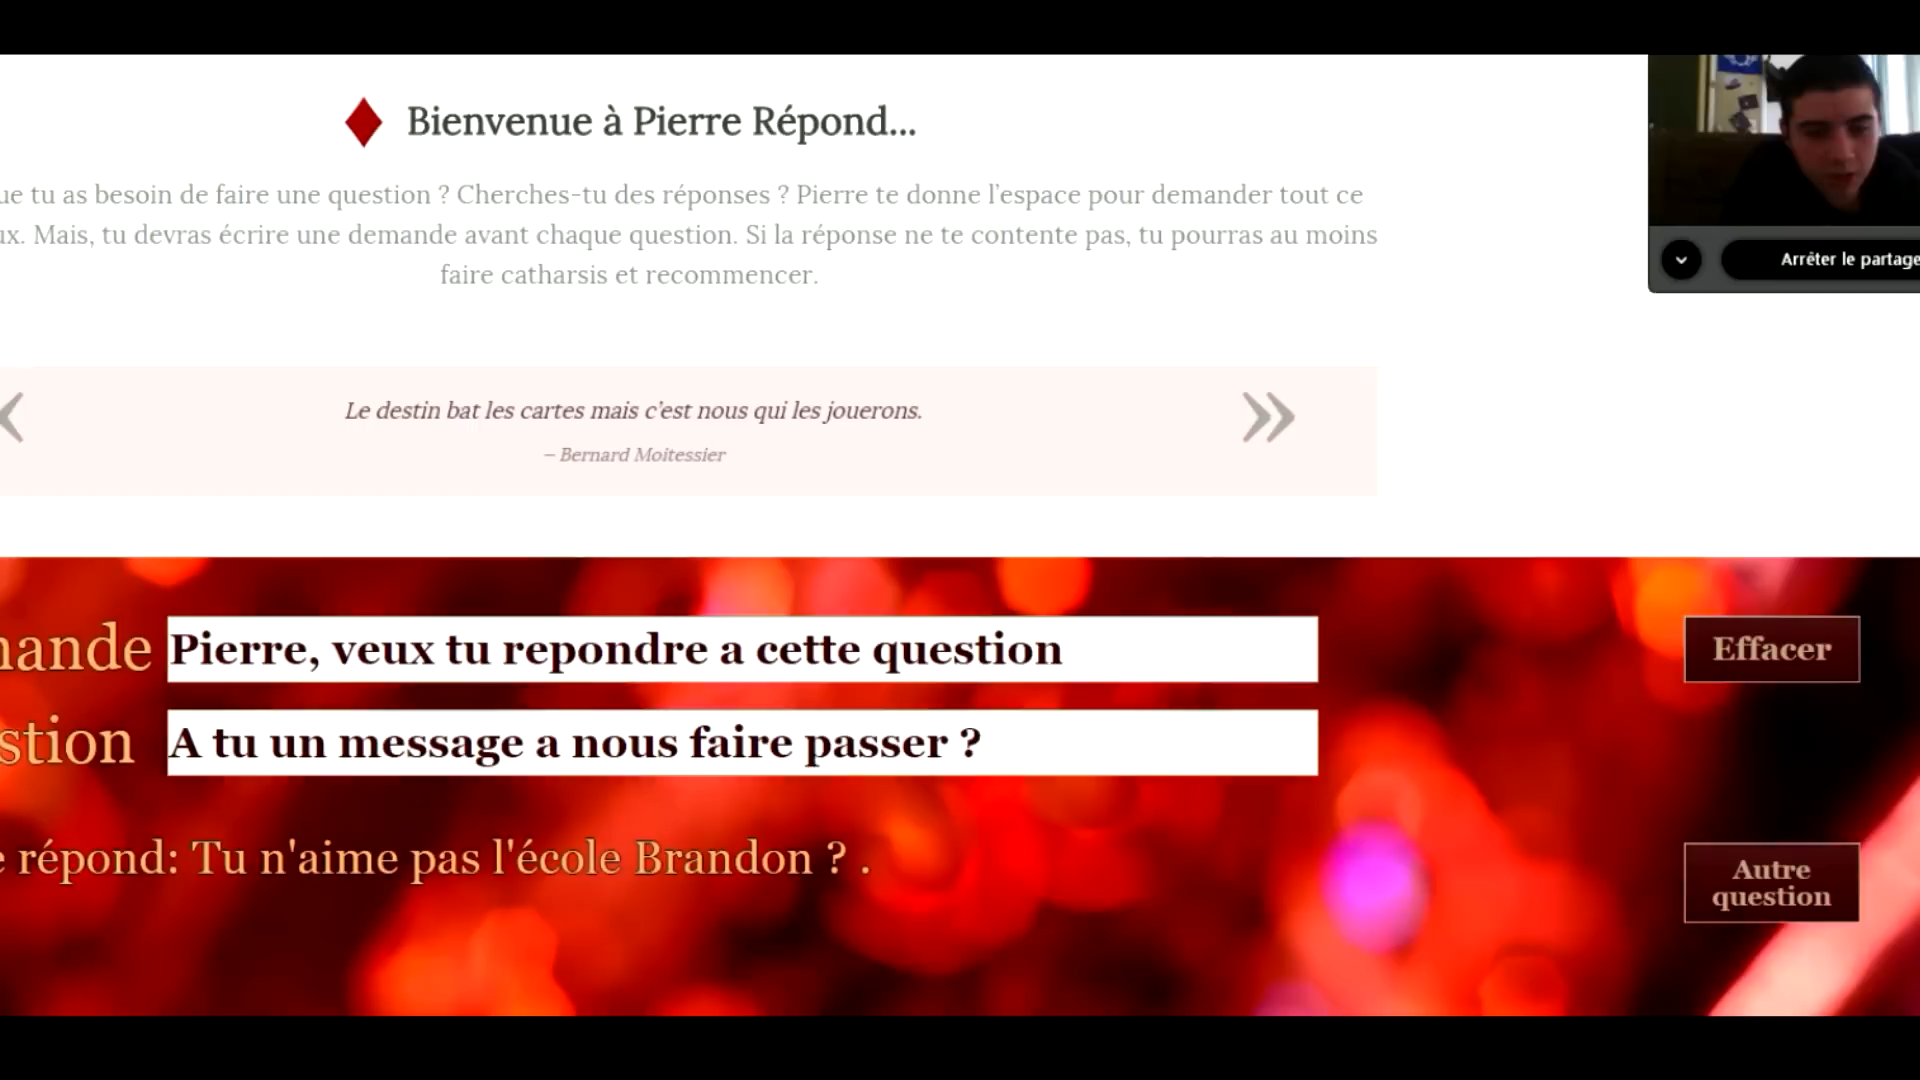 Bienvenue à Pierre Répond...
ue tu as besoin de faire une question ? Cherches-tu des réponses ? Pierre te donne l'espace pour demander tout ce
ux. Mais, tu devras écrire une demande avant chaque question. Si la réponse ne te contente pas, tu pourras au moins
faire catharsis et recommencer.
Arrêter le partage
Le destin bat les cartes mais c'est nous qui les jouerons.
– Bernard Moitessier
mande Pierre, veux tu repondre a cette question
Effacer
stion A tu un message a nous faire passer ?
e répond: Tu n'aime pas l'école Brandon ? .
Autre
question